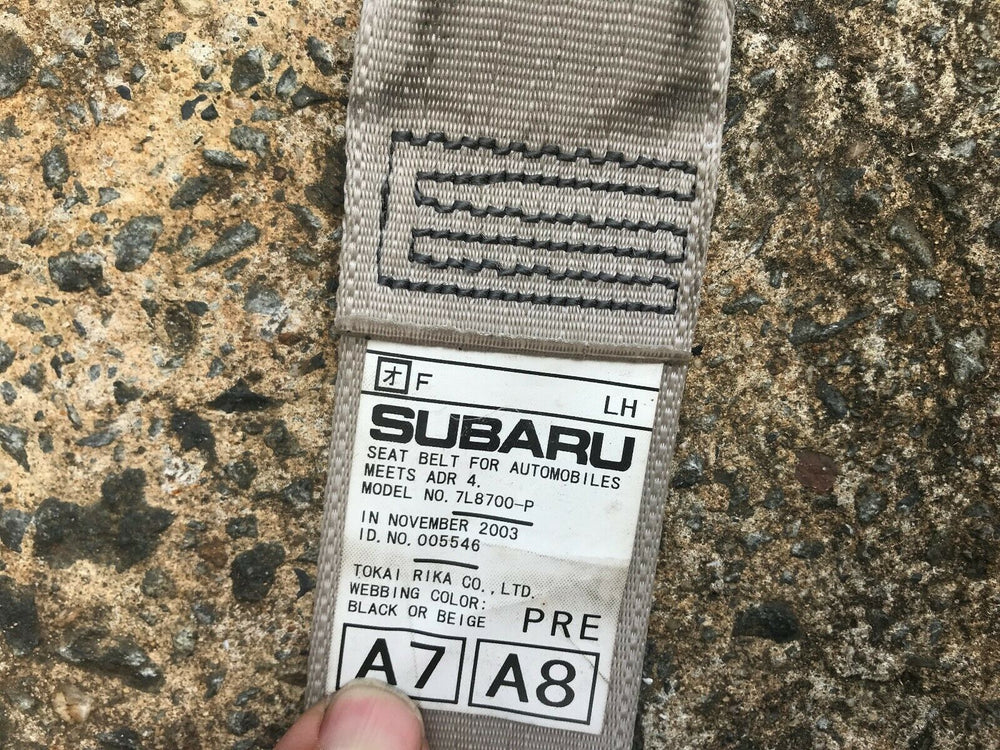 オ F
LH
SUBARU
SEAT BELT FOR AUTOMOBILES
MEETS ADR 4.
MODEL NO. 7L8700-P
IN NOVEMBER 2003
ID. NO. 005546
TOKAI RIKA CO., LTD.
WEBBING COLOR:
BLACK OR BEIGE PRE
A7 A8